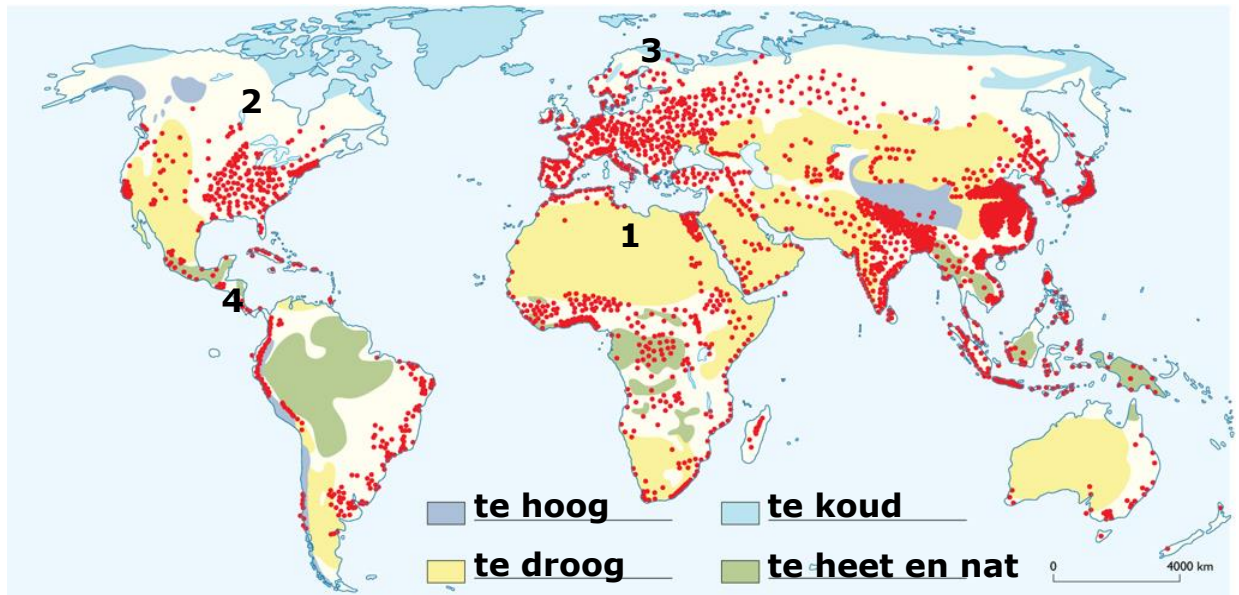 3
2
1
4
te hoog
te koud
te droog
te heet en nat
0
4000 km